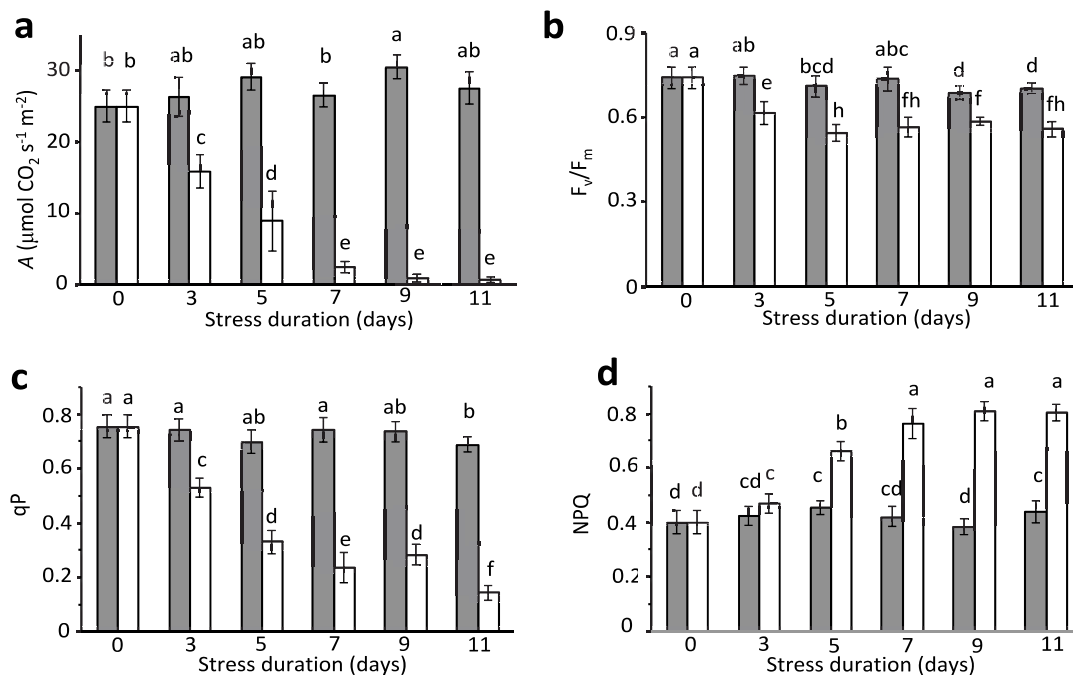 a
A (μmol CO₂ s⁻¹ m⁻²)
30
20
10
0
b b ab c ab d b e a e ab e
0 3 5 7 9 11
Stress duration (days)
b
Fv/Fm
0.9
0.6
0.3
0
a a ab e bcd h abc fh d f d fh
0 3 5 7 9 11
Stress duration (days)
c
qP
0.8
0.6
0.4
0.2
0
a a a c ab d a e ab d b f
0 3 5 7 9 11
Stress duration (days)
d
NPQ
0.8
0.6
0.4
0.2
0
d d cd c c b cd a d a c a
0 3 5 7 9 11
Stress duration (days)